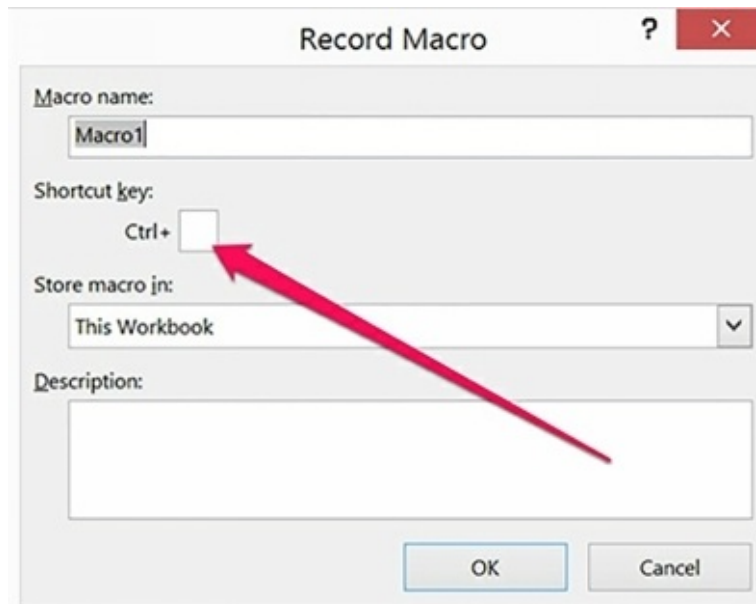 Record Macro
?
Macro name:
Macro1
Shortcut key:
Ctrl+
Store macro in:
This Workbook
Description:
OK
Cancel